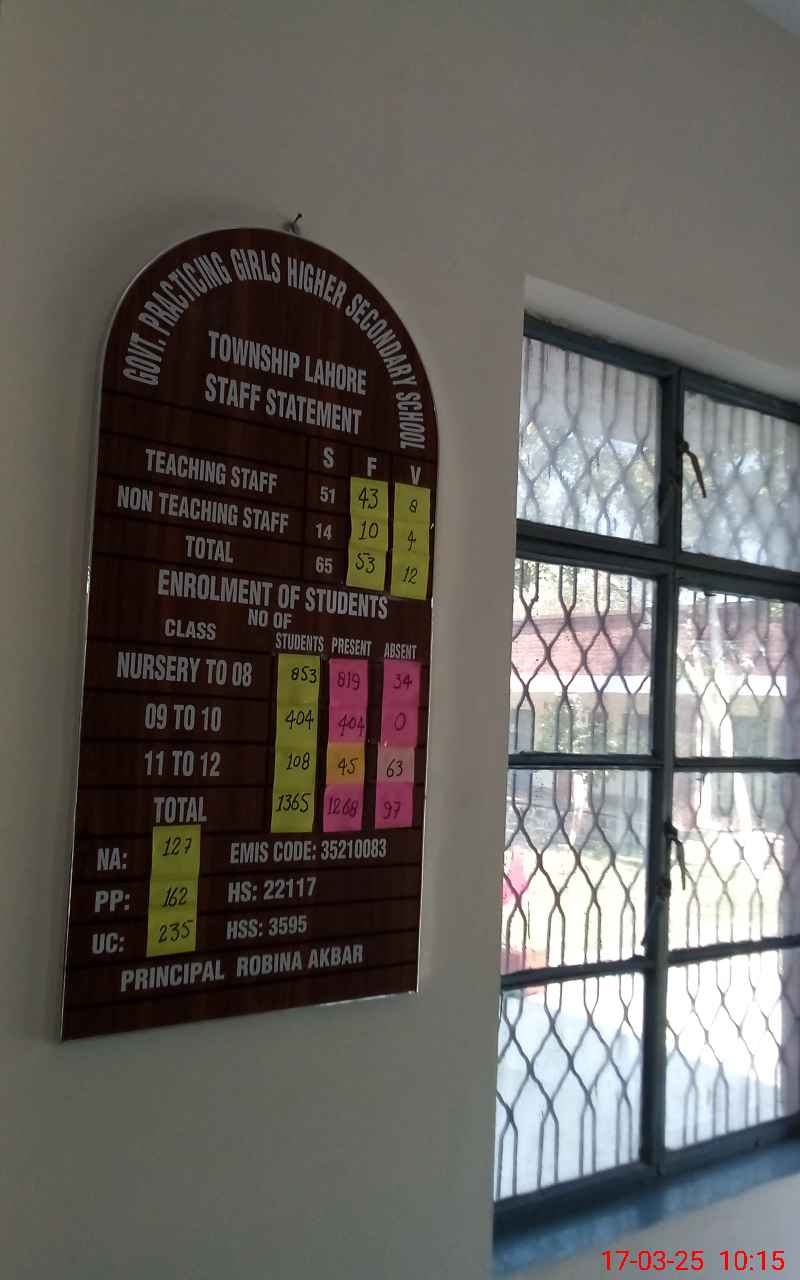 GOVT. PRACTICING GIRLS HIGHER SECONDARY SCHOOL
TOWNSHIP LAHORE
STAFF STATEMENT
S F V
TEACHING STAFF 51 43 8
NON TEACHING STAFF 14 10 4
TOTAL 65 53 12
ENROLMENT OF STUDENTS
CLASS NO OF STUDENTS PRESENT ABSENT
NURSERY TO 08 853 819 34
09 TO 10 404 404 0
11 TO 12 108 45 63
TOTAL 1365 1268 97
NA: 127 EMIS CODE: 35210083
PP: 162 HS: 22117
UC: 235 HSS: 3595
PRINCIPAL ROBINA AKBAR
17-03-25 10:15